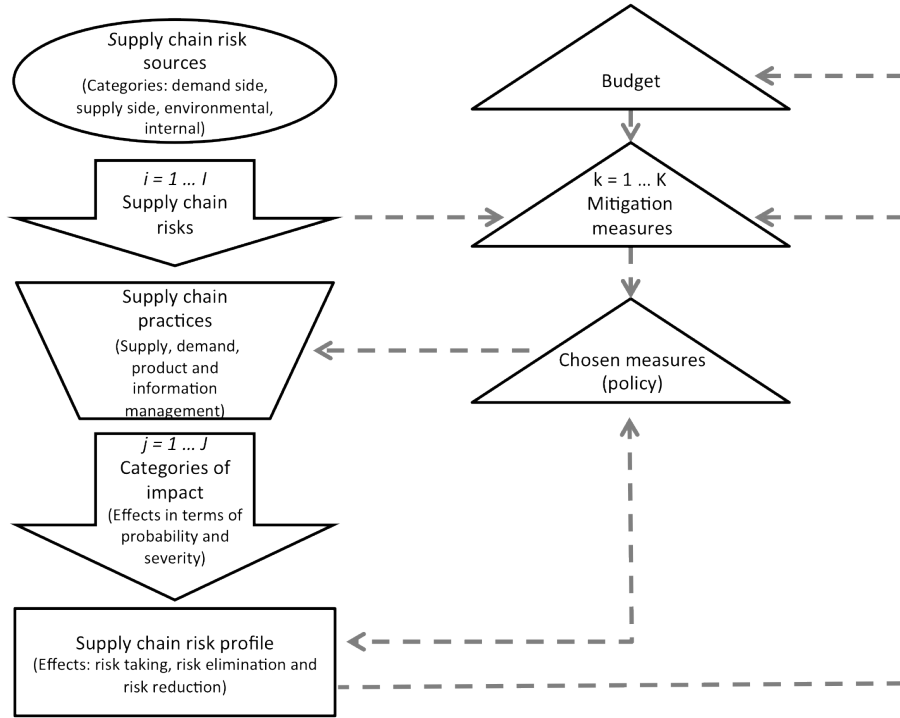 Supply chain risk
sources
(Categories: demand side,
supply side, environmental,
internal)
i = 1 ... I
Supply chain
risks
Supply chain
practices
(Supply, demand,
product and
information
management)
j = 1 ... J
Categories of
impact
(Effects in terms of
probability and
severity)
Supply chain risk profile
(Effects: risk taking, risk elimination and
risk reduction)
Budget
k = 1 ... K
Mitigation
measures
Chosen measures
(policy)